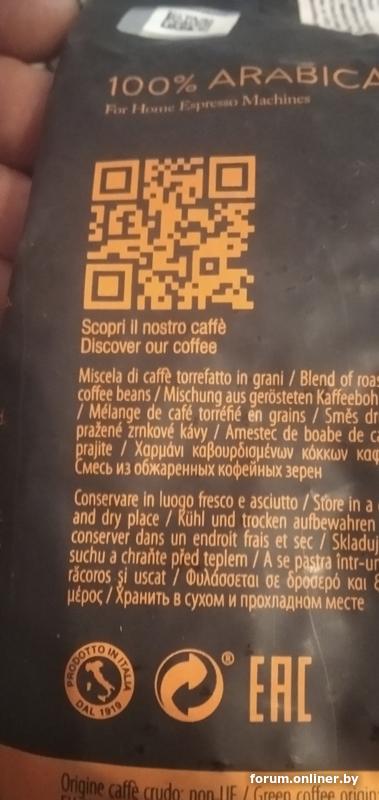 100% ARABICA
For Home Espresso Machines
Scopri il nostro caffè
Discover our coffee
Miscela di caffè torrefatto in grani / Blend of
coffee beans / Mischung aus gerösteten
/ Mélange de café torréfié en grains / Směs
pražené zrnkové kávy / Amestec de boabe de
prajite / Χαρμάνι καβουρδισμένων κόκκων
Смесь из обжаренных кофейных зерен
Conservare in luogo fresco e asciutto / Store in a
and dry place / Kühl und trocken aufbewahren
conserver dans un endroit frais et sec /
suchu a chraňte před teplem / A se păstra într-un
răcoros şi uscat / Φυλάσσεται σε δροσερό και
μέρος / Хранить в сухом и прохладном месте
PRODOTTO IN ITALIA
DAL 1919
®
EAC
Origine caffè crudo: non UE / Green coffee origin
forum.onliner.by